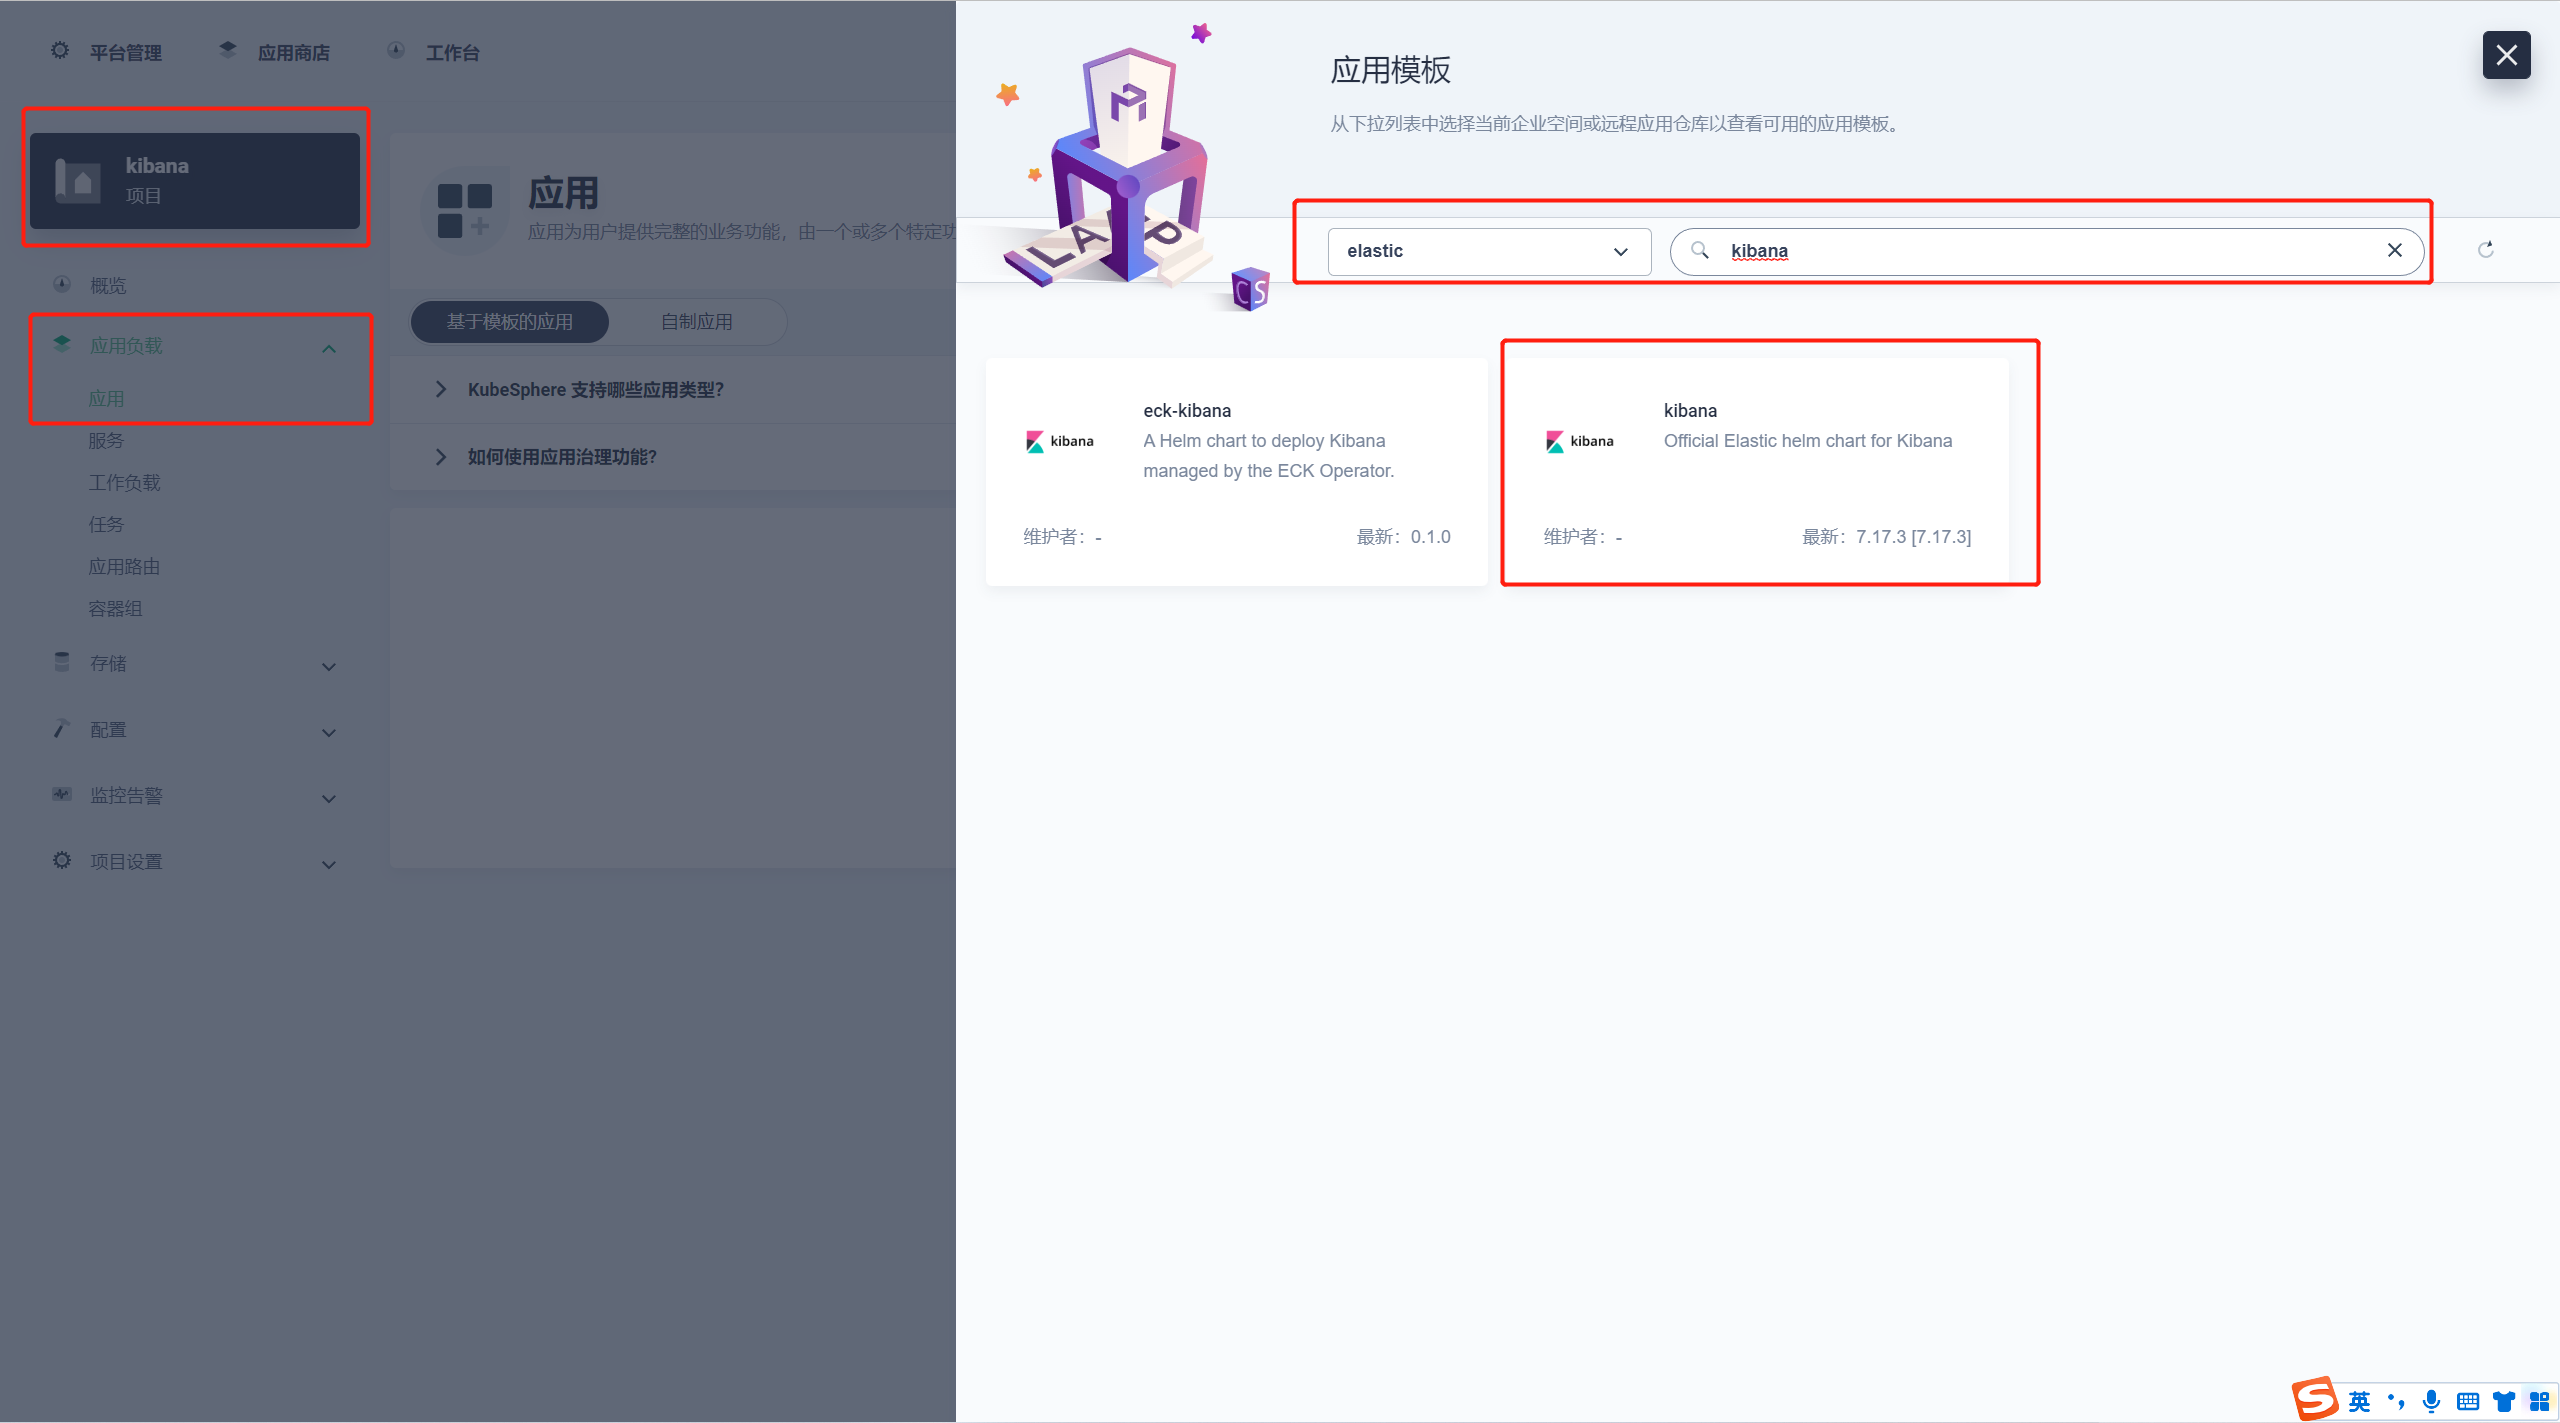 平台管理
应用商店
工作台
kibana
项目
概览
应用负载
应用
服务
工作负载
任务
应用路由
容器组
存储
配置
监控告警
项目设置
应用
应用为用户提供完整的业务功能，由一个或多个特定功
基于模板的应用
自制应用
KubeSphere 支持哪些应用类型？
如何使用应用治理功能？
应用模板
从下拉列表中选择当前企业空间或远程应用仓库以查看可用的应用模板。
elastic
kibana
kibana
eck-kibana
A Helm chart to deploy Kibana
managed by the ECK Operator.
维护者：-
最新：0.1.0
kibana
kibana
Official Elastic helm chart for Kibana
维护者：-
最新：7.17.3 [7.17.3]
英